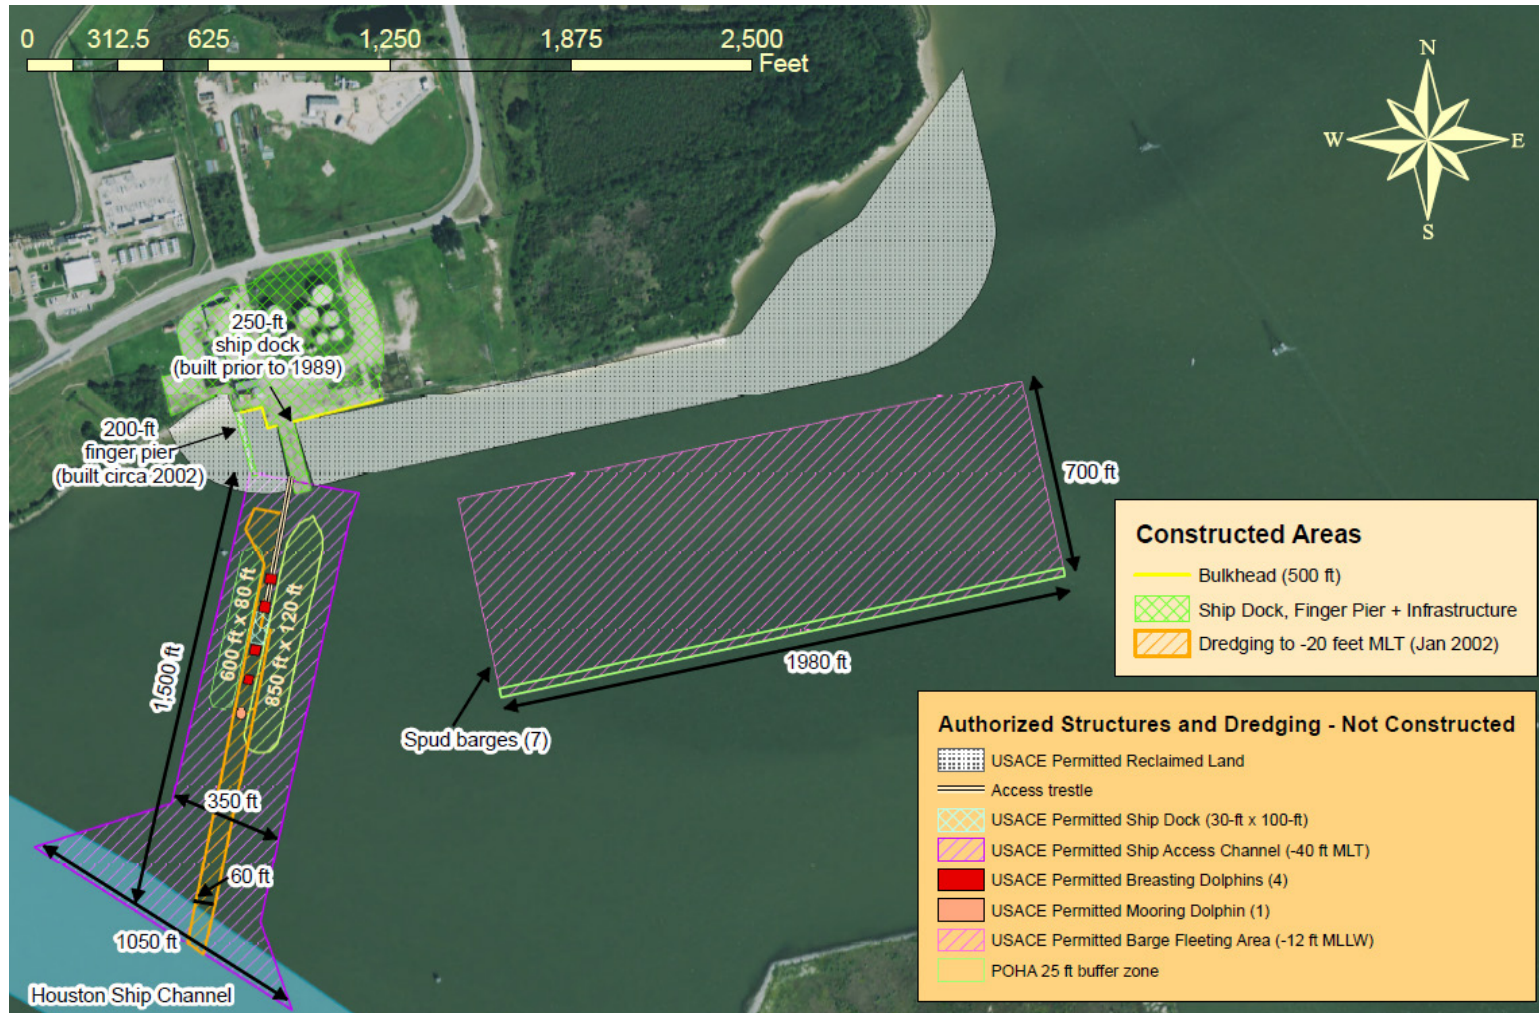 0 312.5 625 1,250 1,875 2,500
Feet
N
W E
S
250-ft
ship dock
(built prior to 1989)
200-ft
finger pier
(built circa 2002)
700 ft
1980 ft
Spud barges (7)
600 ft x 80 ft
850 ft x 120 ft
1,500 ft
350 ft
60 ft
1050 ft
Houston Ship Channel
Constructed Areas
Bulkhead (500 ft)
Ship Dock, Finger Pier + Infrastructure
Dredging to -20 feet MLT (Jan 2002)
Authorized Structures and Dredging - Not Constructed
USACE Permitted Reclaimed Land
Access trestle
USACE Permitted Ship Dock (30-ft x 100-ft)
USACE Permitted Ship Access Channel (-40 ft MLT)
USACE Permitted Breasting Dolphins (4)
USACE Permitted Mooring Dolphin (1)
USACE Permitted Barge Fleeting Area (-12 ft MLLW)
POHA 25 ft buffer zone